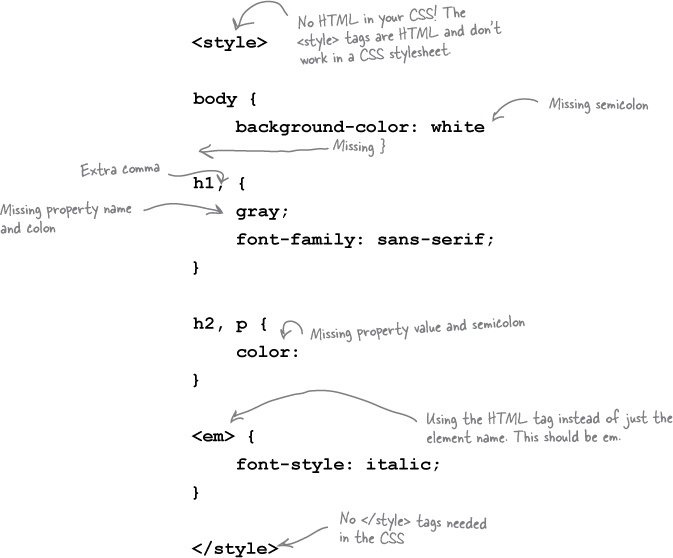 No HTML in your CSS! The
<style> tags are HTML and don't
work in a CSS stylesheet.
<style>
body {
Missing semicolon
background-color: white
Missing }
Extra comma
h1, {
Missing property name
and colon
gray;
font-family: sans-serif;
}
h2, p {
Missing property value and semicolon
color:
}
Using the HTML tag instead of just the
element name. This should be em.
<em> {
font-style: italic;
}
No </style> tags needed
in the CSS
</style>